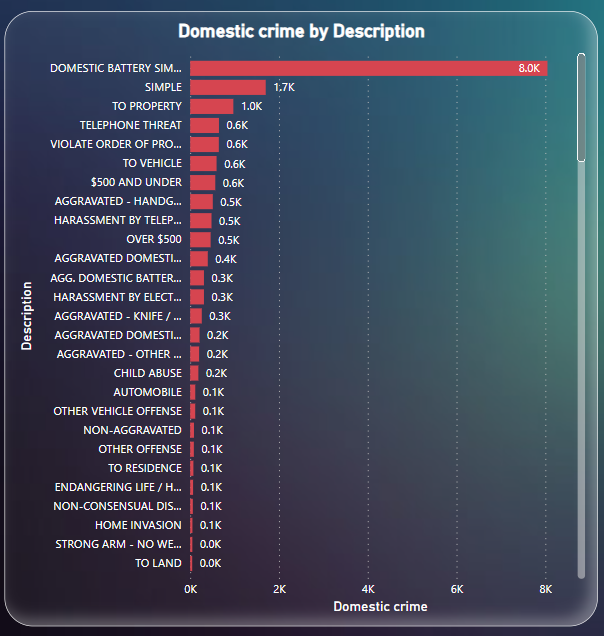 Domestic crime by Description
DOMESTIC BATTERY SIM... 8.0K
SIMPLE 1.7K
TO PROPERTY 1.0K
TELEPHONE THREAT 0.6K
VIOLATE ORDER OF PRO... 0.6K
TO VEHICLE 0.6K
$500 AND UNDER 0.6K
AGGRAVATED - HANDG... 0.5K
HARASSMENT BY TELEP... 0.5K
OVER $500 0.5K
AGGRAVATED DOMESTI... 0.4K
AGG. DOMESTIC BATTER... 0.3K
HARASSMENT BY ELECT... 0.3K
AGGRAVATED - KNIFE / ... 0.3K
AGGRAVATED DOMESTI... 0.2K
AGGRAVATED - OTHER ... 0.2K
CHILD ABUSE 0.2K
AUTOMOBILE 0.1K
OTHER VEHICLE OFFENSE 0.1K
NON-AGGRAVATED 0.1K
OTHER OFFENSE 0.1K
TO RESIDENCE 0.1K
ENDANGERING LIFE / H... 0.1K
NON-CONSENSUAL DIS... 0.1K
HOME INVASION 0.1K
STRONG ARM - NO WE... 0.0K
TO LAND 0.0K
Description
0K 2K 4K 6K 8K
Domestic crime